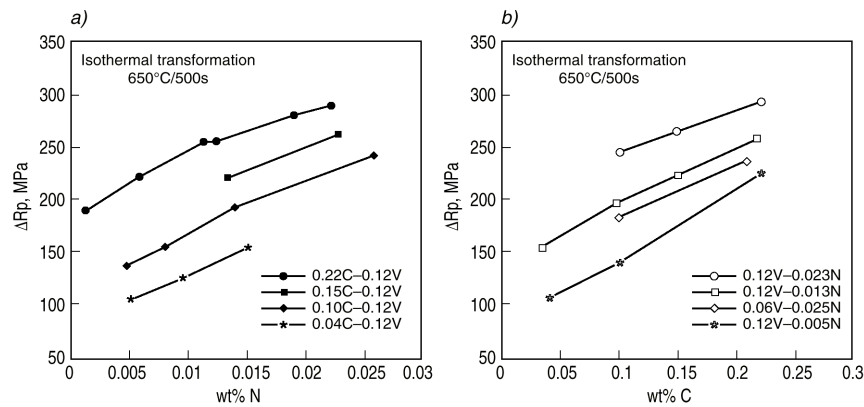 a)
Isothermal transformation
650°C/500s
ΔRp, MPa
350
300
250
200
150
100
50
0.22C–0.12V
0.15C–0.12V
0.10C–0.12V
0.04C–0.12V
0 0.005 0.01 0.015 0.02 0.025 0.03
wt% N
b)
Isothermal transformation
650°C/500s
ΔRp, MPa
350
300
250
200
150
100
50
0.12V–0.023N
0.12V–0.013N
0.06V–0.025N
0.12V–0.005N
0 0.05 0.1 0.15 0.2 0.25 0.3
wt% C